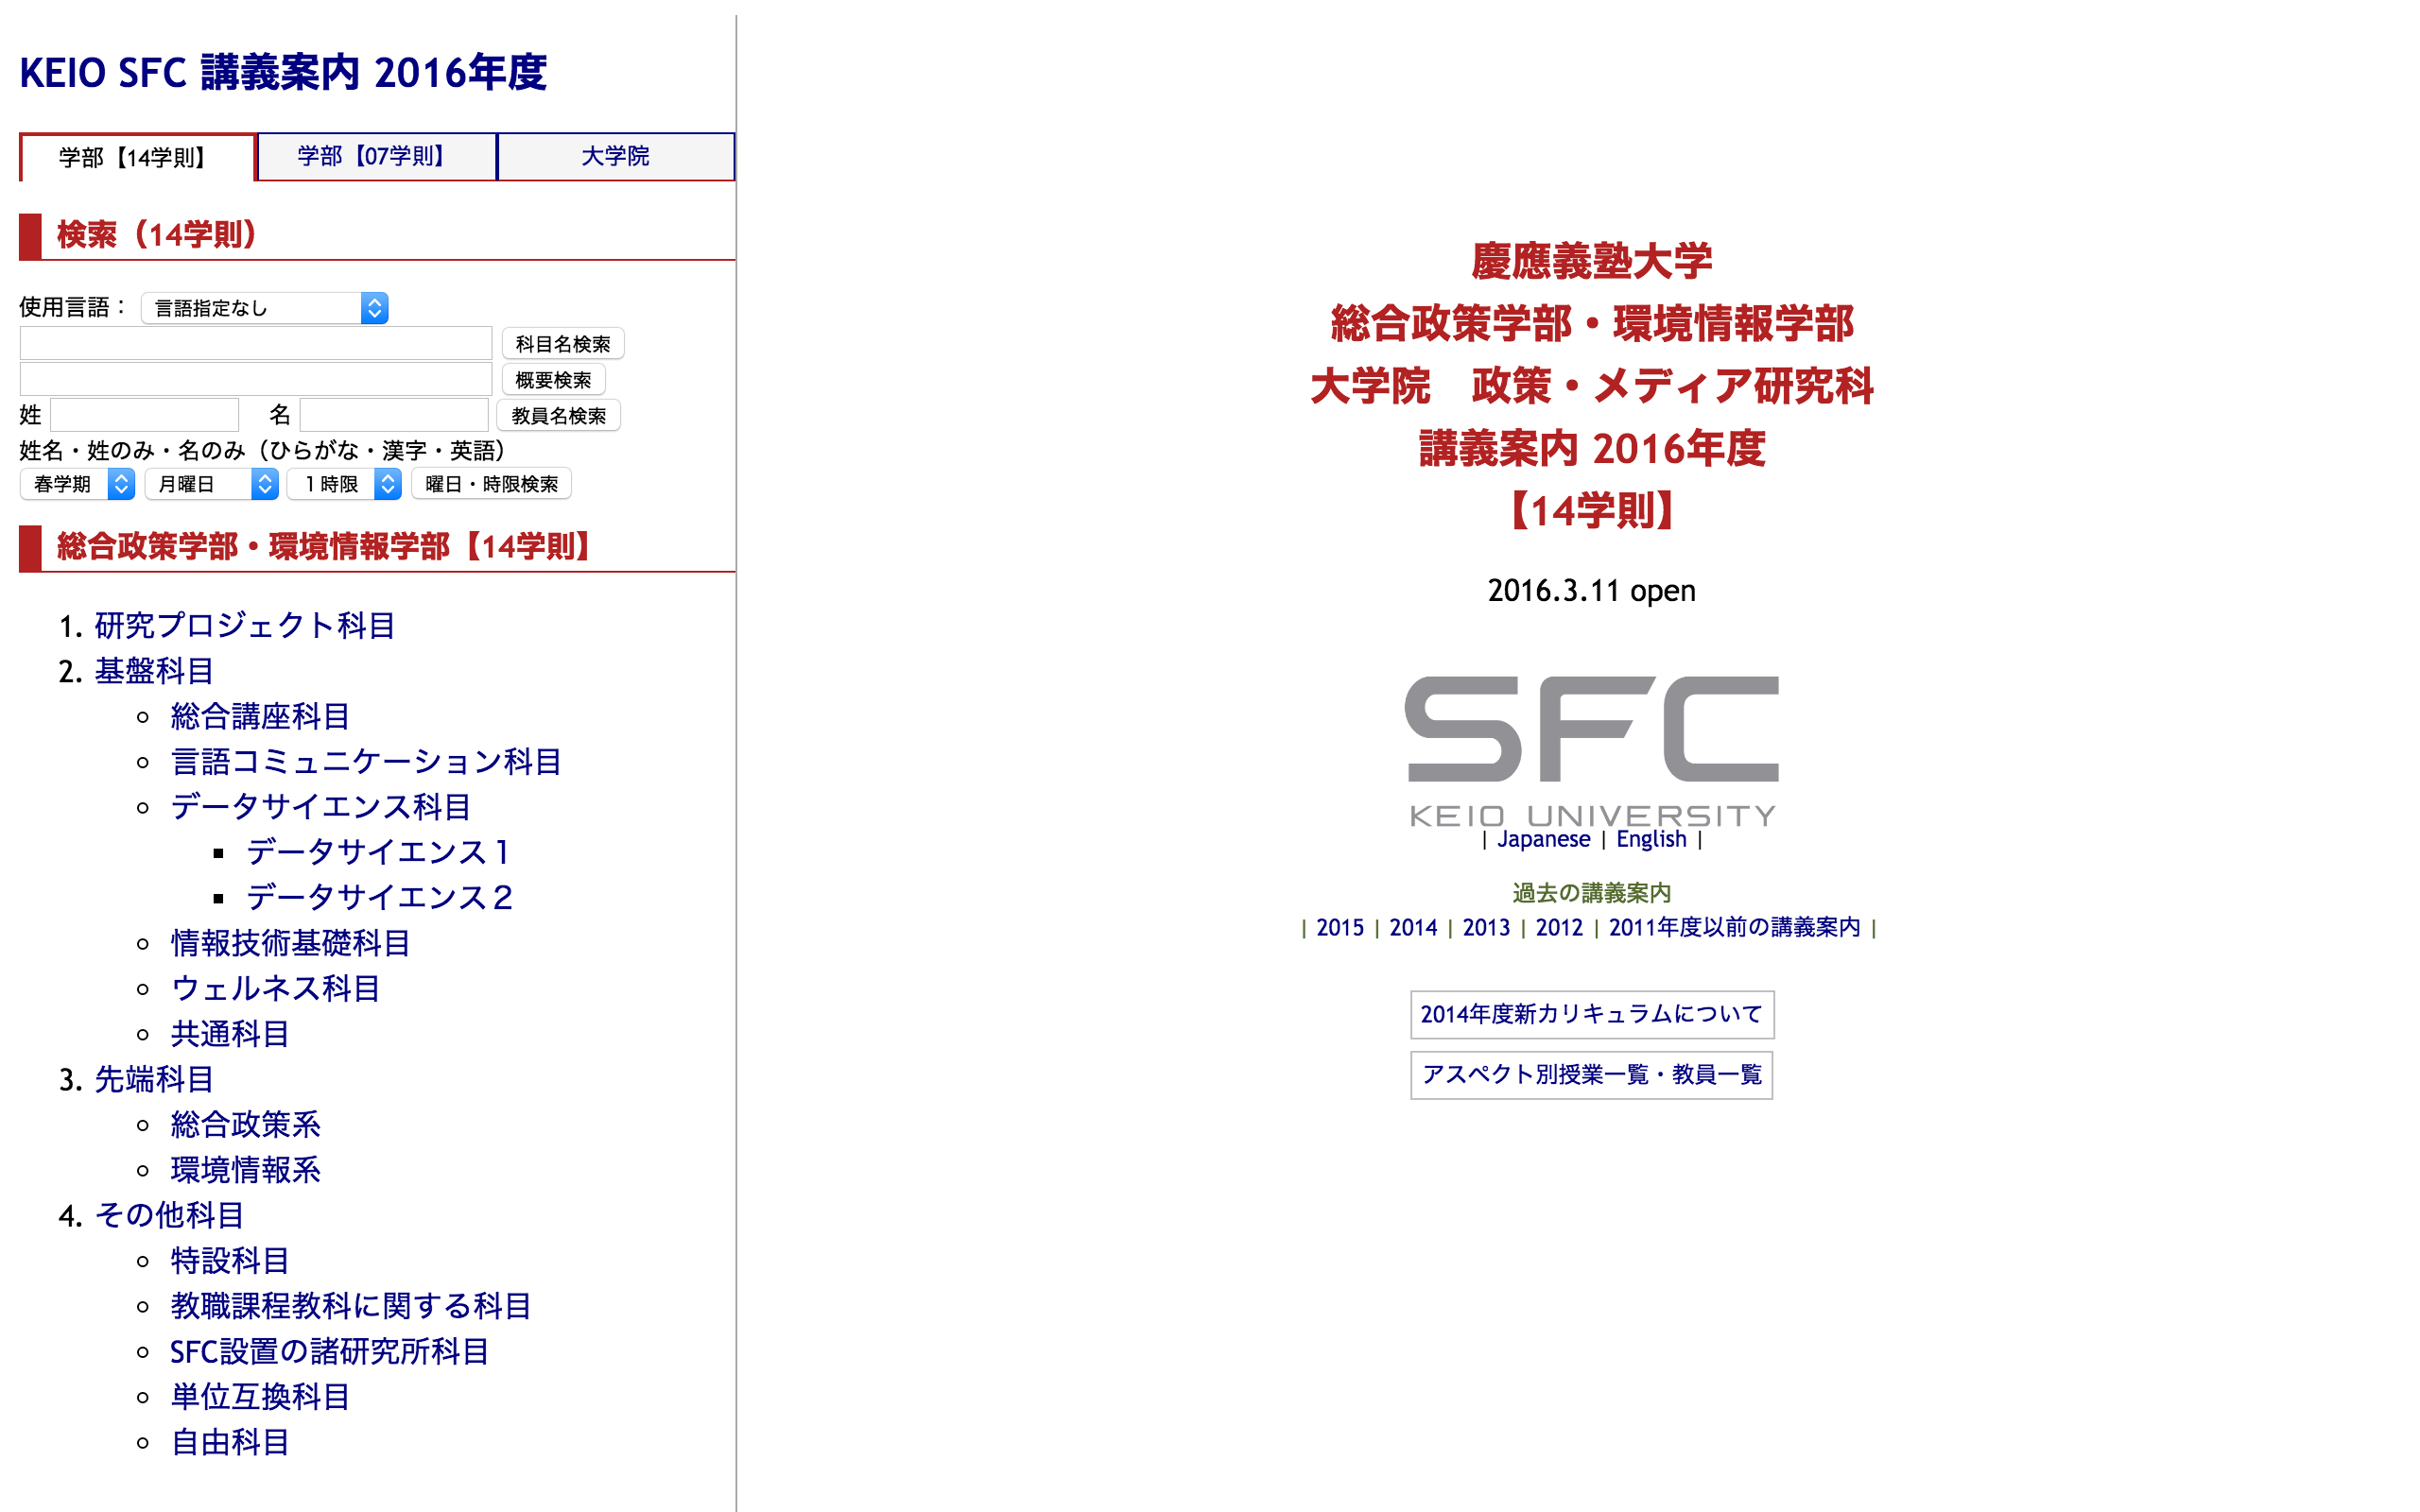 KEIO SFC 講義案内 2016年度
学部【14学則】 学部【07学則】 大学院
検索（14学則）
使用言語： 言語指定なし
科目名検索
概要検索
姓 名 教員名検索
姓名・姓のみ・名のみ（ひらがな・漢字・英語）
春学期 月曜日 １時限 曜日・時限検索
総合政策学部・環境情報学部【14学則】
1. 研究プロジェクト科目
2. 基盤科目
総合講座科目
言語コミュニケーション科目
データサイエンス科目
データサイエンス１
データサイエンス２
情報技術基礎科目
ウェルネス科目
共通科目
3. 先端科目
総合政策系
環境情報系
4. その他科目
特設科目
教職課程教科に関する科目
SFC設置の諸研究所科目
単位互換科目
自由科目
慶應義塾大学
総合政策学部・環境情報学部
大学院　政策・メディア研究科
講義案内 2016年度
【14学則】
2016.3.11 open
SFC
KEIO UNIVERSITY
| Japanese | English |
過去の講義案内
| 2015 | 2014 | 2013 | 2012 | 2011年度以前の講義案内 |
2014年度新カリキュラムについて
アスペクト別授業一覧・教員一覧